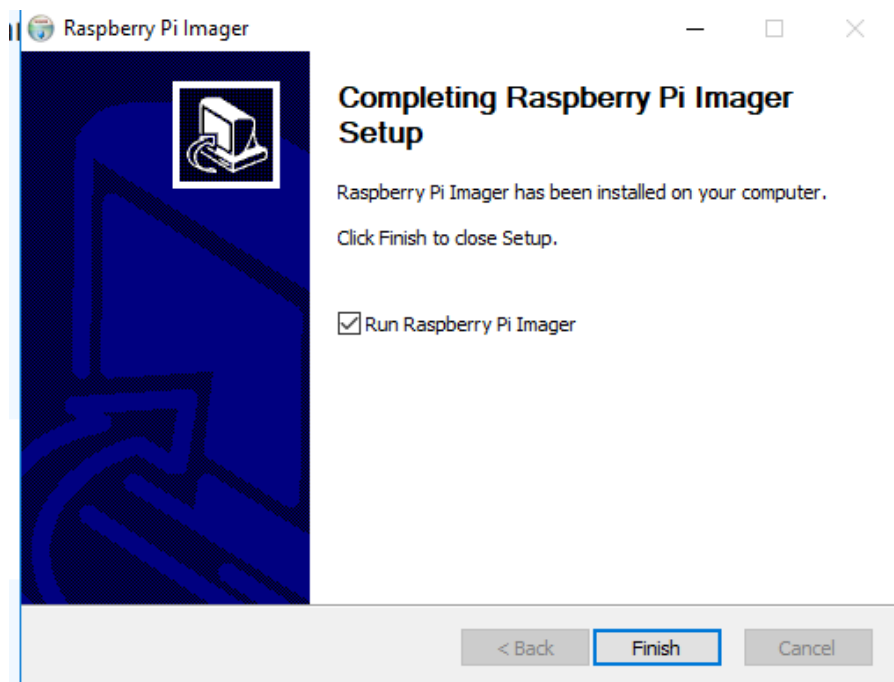 Raspberry Pi Imager
Completing Raspberry Pi Imager
Setup
Raspberry Pi Imager has been installed on your computer.
Click Finish to close Setup.
Run Raspberry Pi Imager
< Back
Finish
Cancel